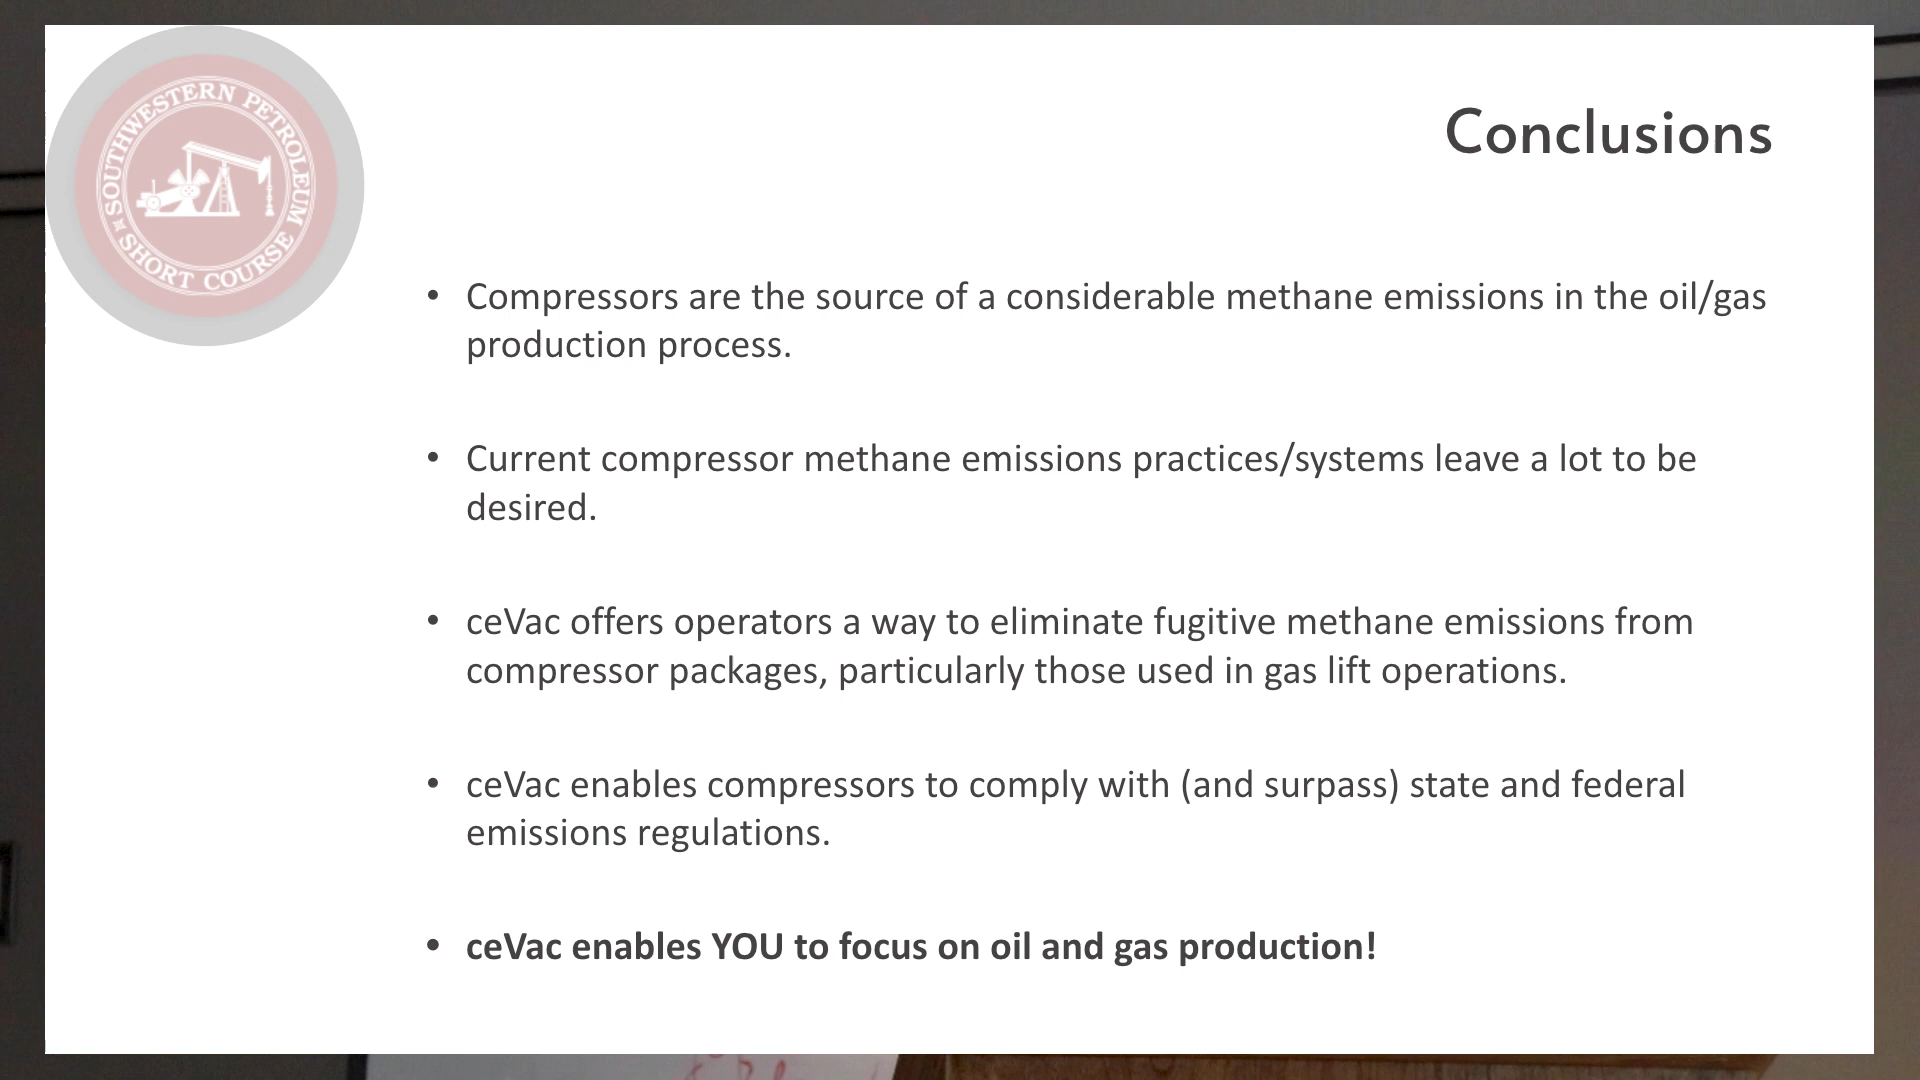 SOUTHWESTERN PETROLEUM
SHORT COURSE
Conclusions
• Compressors are the source of a considerable methane emissions in the oil/gas
production process.
• Current compressor methane emissions practices/systems leave a lot to be
desired.
• ceVac offers operators a way to eliminate fugitive methane emissions from
compressor packages, particularly those used in gas lift operations.
• ceVac enables compressors to comply with (and surpass) state and federal
emissions regulations.
• ceVac enables YOU to focus on oil and gas production!